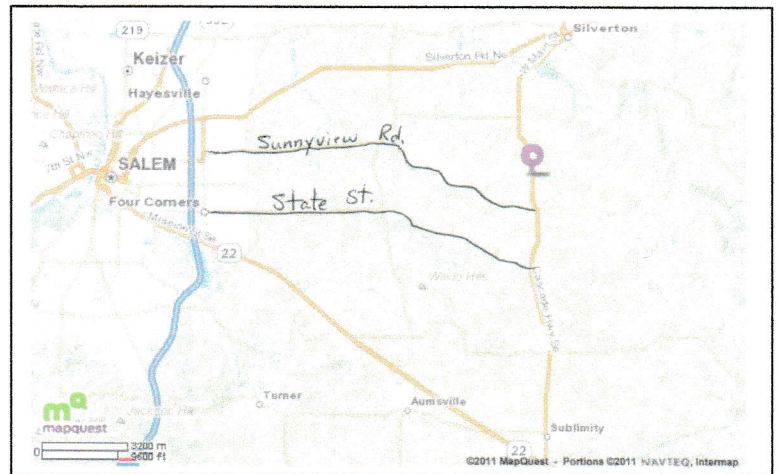 219
Silverton
Keizer
Silverton Rd Ne
Hayesville
Sunnyview Rd.
SALEM
State St.
Four Corners
22
Turner
Aumsville
Sublimity
mapquest
0
3200 m
9600 ft
22
©2011 MapQuest - Portions ©2011 NAVTEQ, Intermap